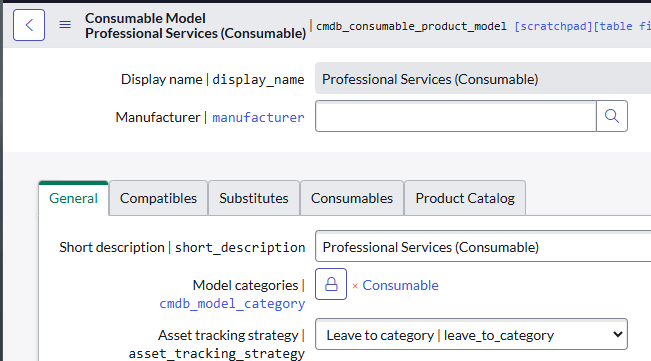 Consumable Model
Professional Services (Consumable) | cmdb_consumable_product_model [scratchpad][table fi
Display name | display_name Professional Services (Consumable)
Manufacturer | manufacturer
General Compatibles Substitutes Consumables Product Catalog
Short description | short_description Professional Services (Consumable)
Model categories | × Consumable
cmdb_model_category
Asset tracking strategy | Leave to category | leave_to_category
asset_tracking_strategy